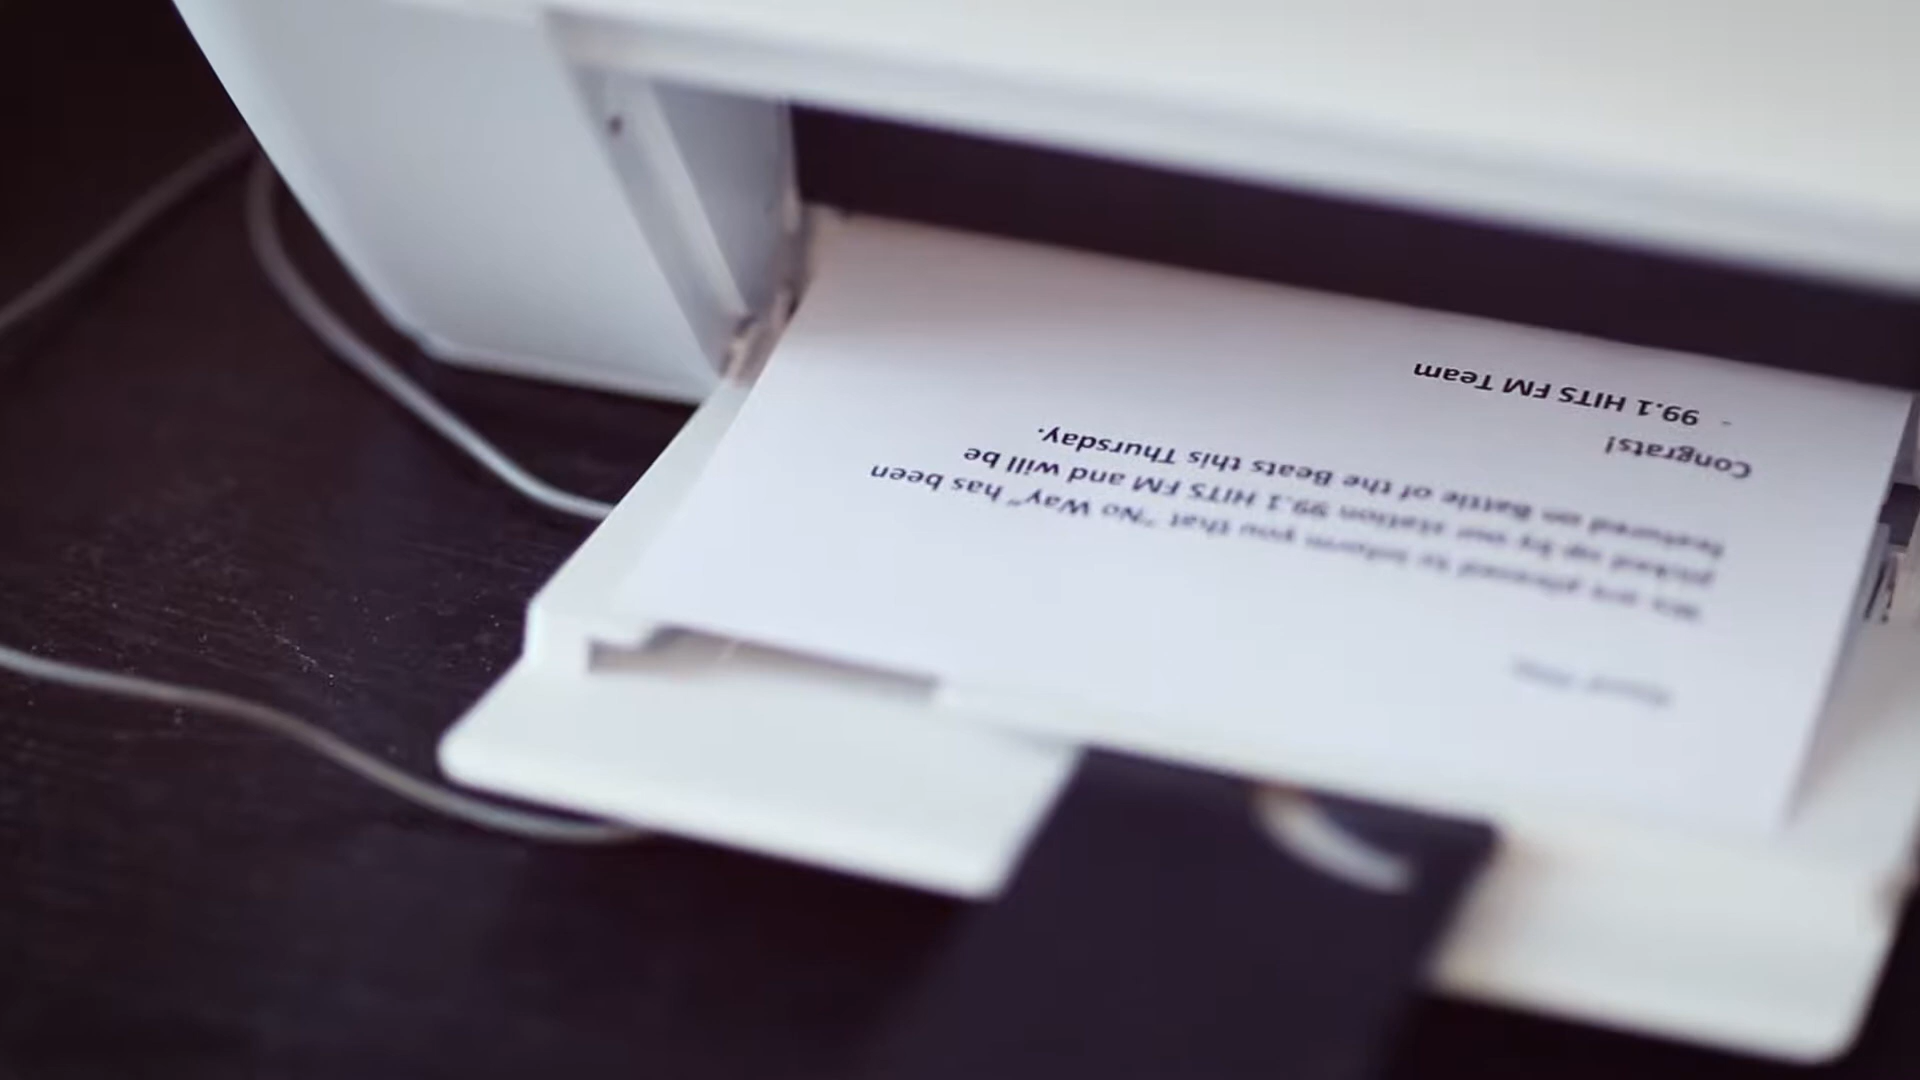 We are pleased to inform you that "No Way" has been
picked up by our station 99.1 HITS FM and will be
featured on Battle of the Beats this Thursday.
Congrats!
- 99.1 HITS FM Team